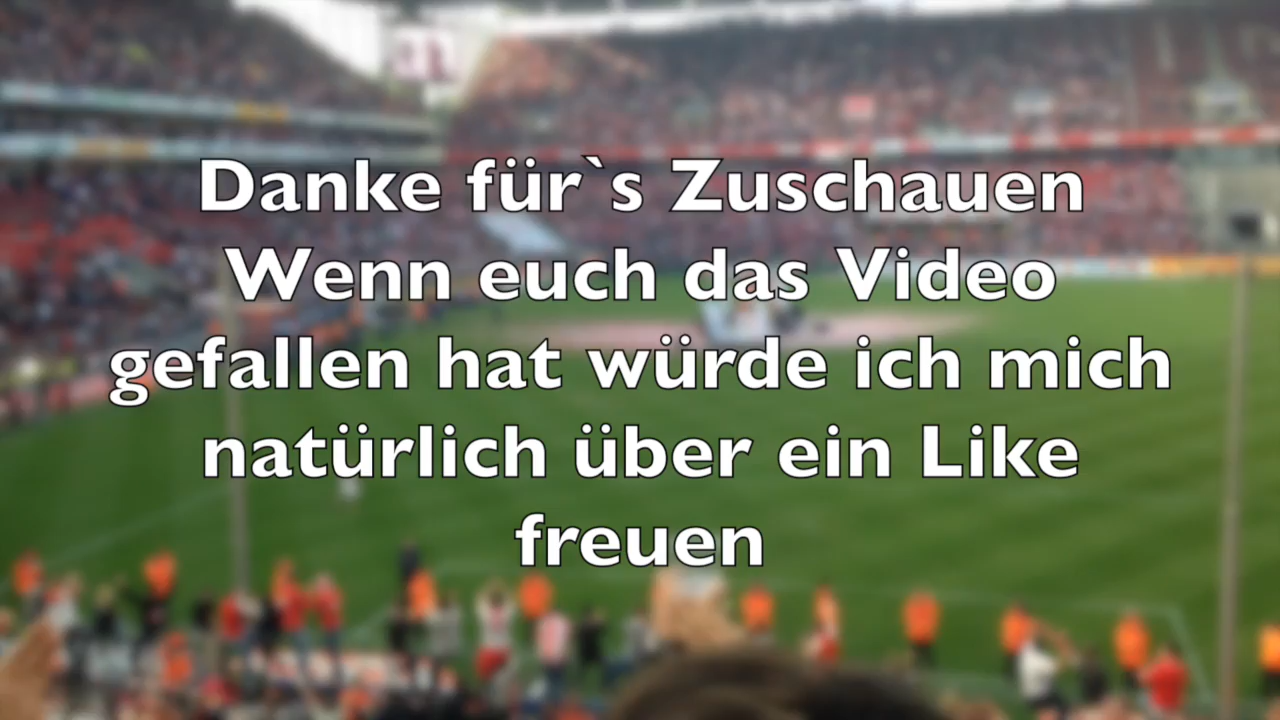 Danke für`s Zuschauen
Wenn euch das Video
gefallen hat würde ich mich
natürlich über ein Like
freuen